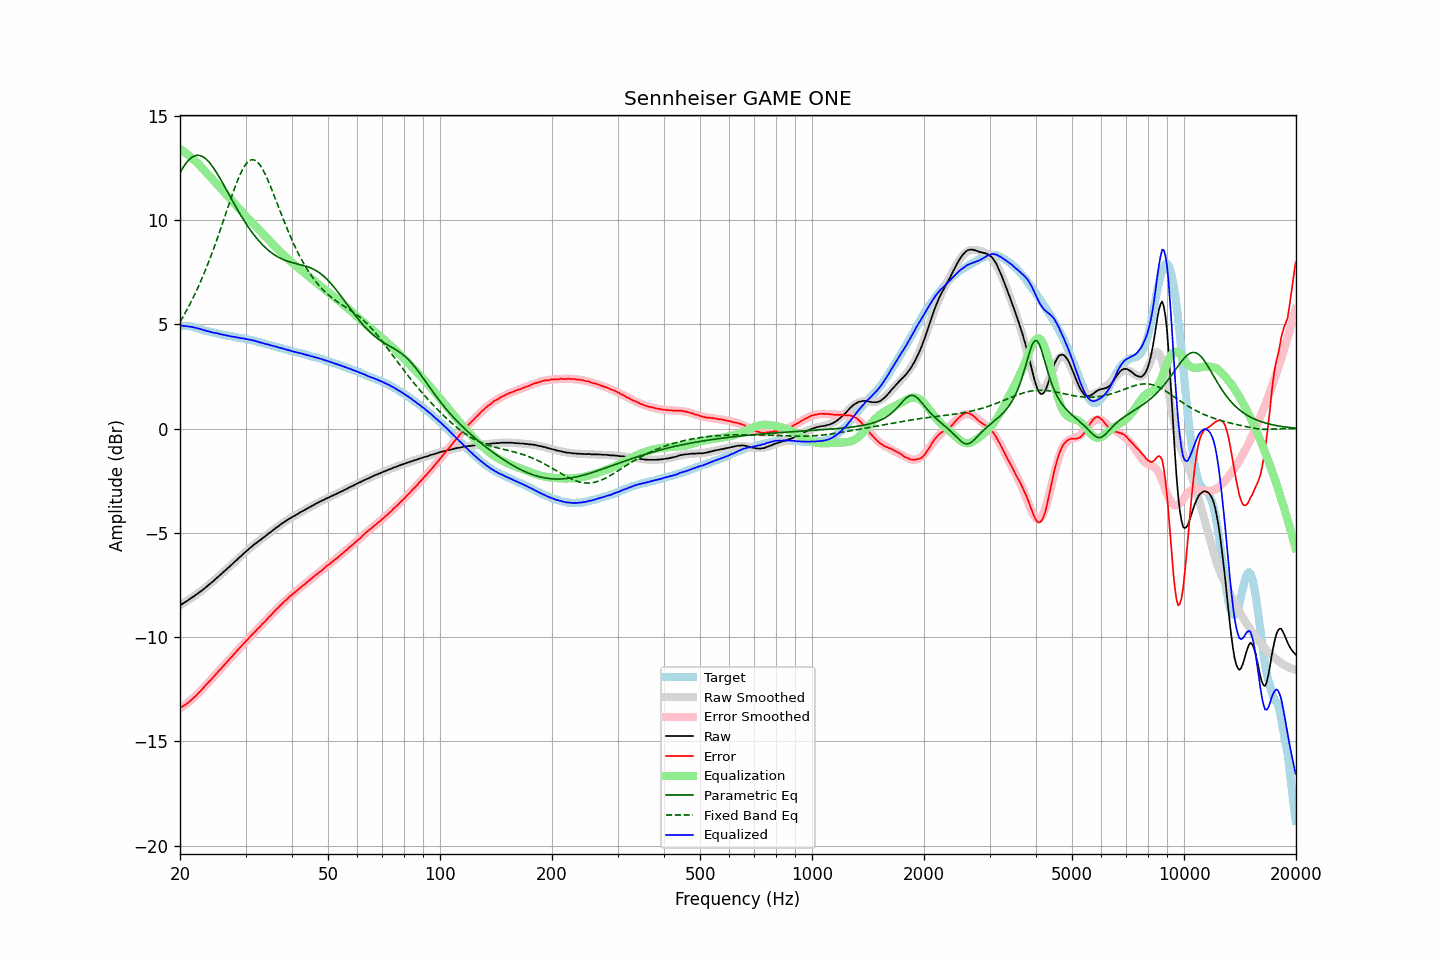 Sennheiser GAME ONE
Amplitude (dBr)
15
10
5
0
−5
−10
−15
−20
Target
Raw Smoothed
Error Smoothed
Raw
Error
Equalization
Parametric Eq
Fixed Band Eq
Equalized
20
50
100
200
500
1000
2000
5000
10000
20000
Frequency (Hz)